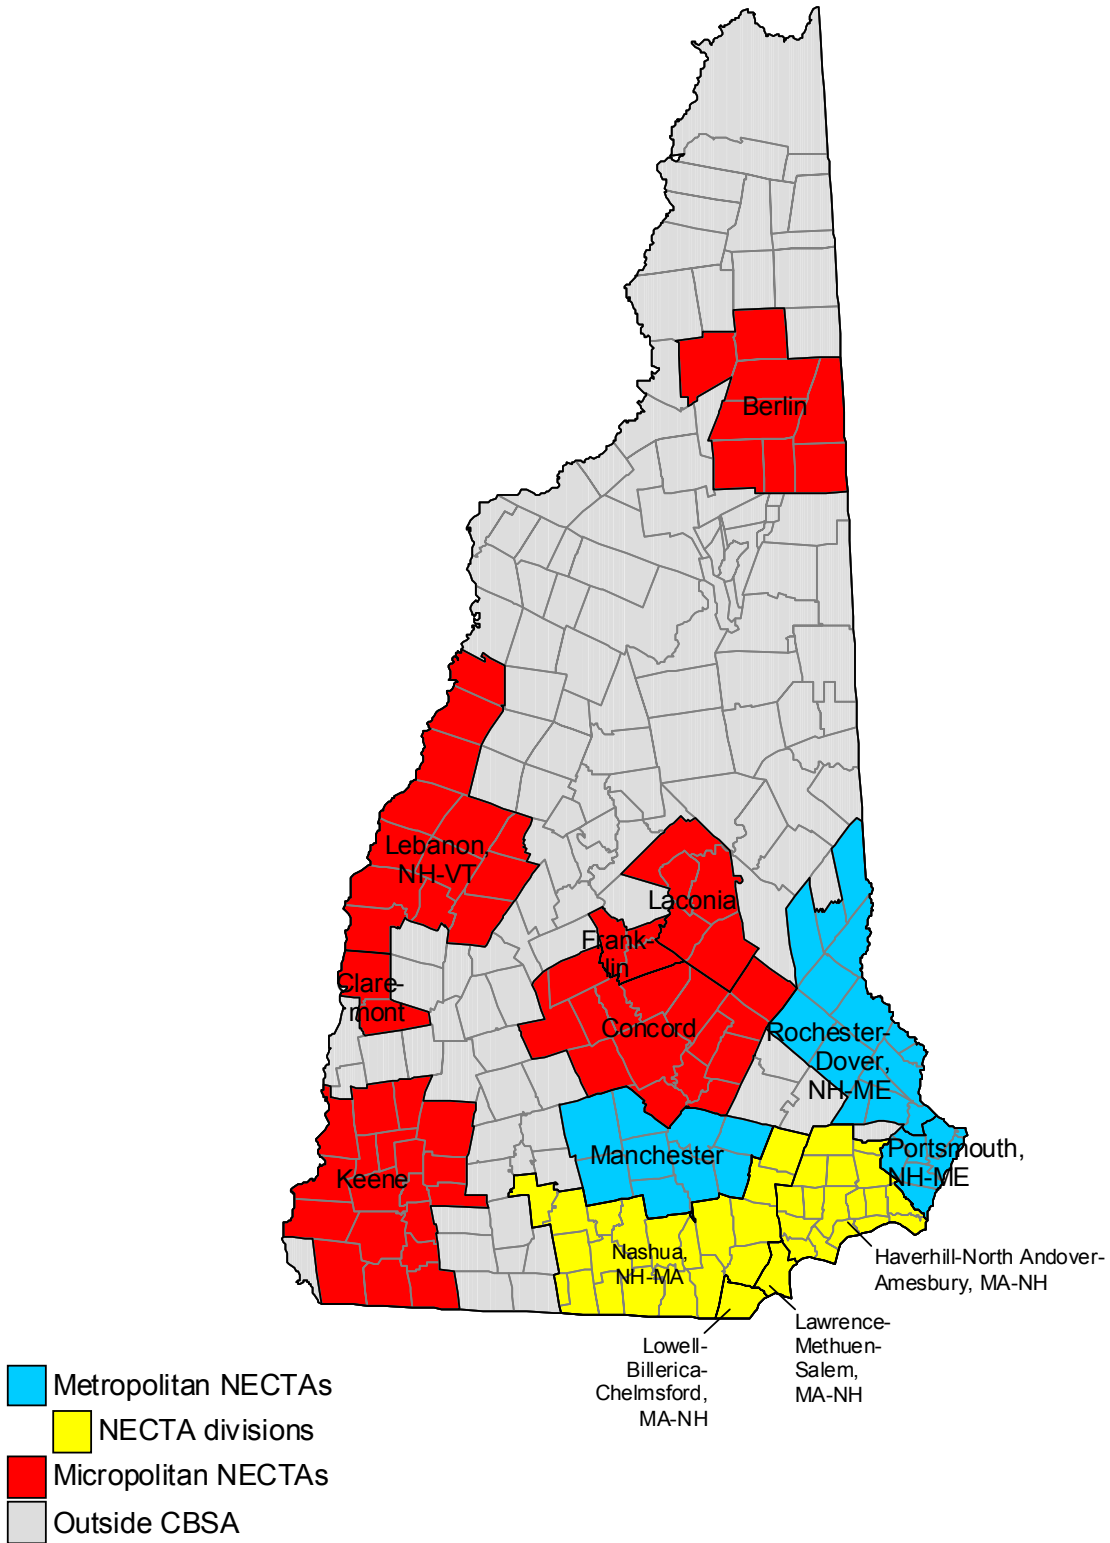 Berlin
Lebanon,
NH-VT
Laconia
Frank-
lin
Clare-
mont
Concord
Rochester-
Dover,
NH-ME
Portsmouth,
NH-ME
Manchester
Keene
Nashua,
NH-MA
Haverhill-North Andover-
Amesbury, MA-NH
Lawrence-
Methuen-
Salem,
MA-NH
Lowell-
Billerica-
Chelmsford,
MA-NH
Metropolitan NECTAs
NECTA divisions
Micropolitan NECTAs
Outside CBSA